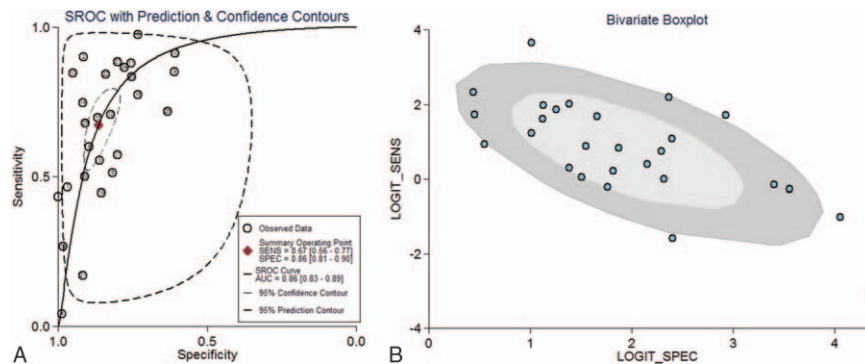 SROC with Prediction & Confidence Contours
1.0
0.5
0.0
Sensitivity
Observed Data
Summary Operating Point
SENS = 0.67 [0.56 - 0.77]
SPEC = 0.86 [0.81 - 0.90]
SROC Curve
AUC = 0.86 [0.83 - 0.89]
95% Confidence Contour
95% Prediction Contour
1.0
0.5
0.0
Specificity
A
Bivariate Boxplot
4
2
0
-2
-4
LOGIT_SENS
0
1
2
3
4
LOGIT_SPEC
B